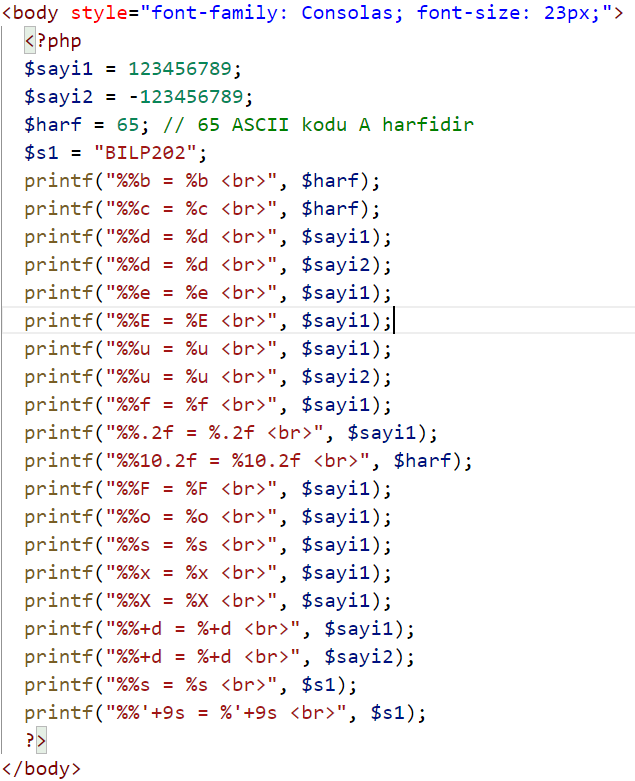 <body style="font-family: Consolas; font-size: 23px;">
<?php
$sayi1 = 123456789;
$sayi2 = -123456789;
$harf = 65; // 65 ASCII kodu A harfidir
$s1 = "BILP202";
printf("%%b = %b <br>", $harf);
printf("%%c = %c <br>", $harf);
printf("%%d = %d <br>", $sayi1);
printf("%%d = %d <br>", $sayi2);
printf("%%e = %e <br>", $sayi1);
printf("%%E = %E <br>", $sayi1);
printf("%%u = %u <br>", $sayi1);
printf("%%u = %u <br>", $sayi2);
printf("%%f = %f <br>", $sayi1);
printf("%%.2f = %.2f <br>", $sayi1);
printf("%%10.2f = %10.2f <br>", $harf);
printf("%%F = %F <br>", $sayi1);
printf("%%o = %o <br>", $sayi1);
printf("%%s = %s <br>", $sayi1);
printf("%%x = %x <br>", $sayi1);
printf("%%X = %X <br>", $sayi1);
printf("%%+d = %+d <br>", $sayi1);
printf("%%+d = %+d <br>", $sayi2);
printf("%%s = %s <br>", $s1);
printf("%%'+9s = %'+9s <br>", $s1);
?>
</body>